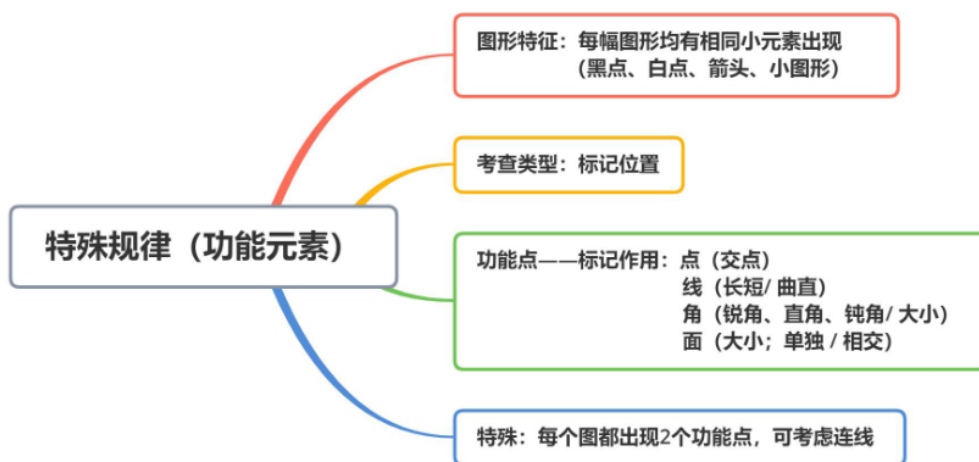 特殊规律（功能元素）
图形特征：每幅图形均有相同小元素出现
（黑点、白点、箭头、小图形）
考查类型：标记位置
功能点——标记作用：点（交点）
线（长短/ 曲直）
角（锐角、直角、钝角/ 大小）
面（大小；单独 / 相交）
特殊：每个图都出现2个功能点，可考虑连线